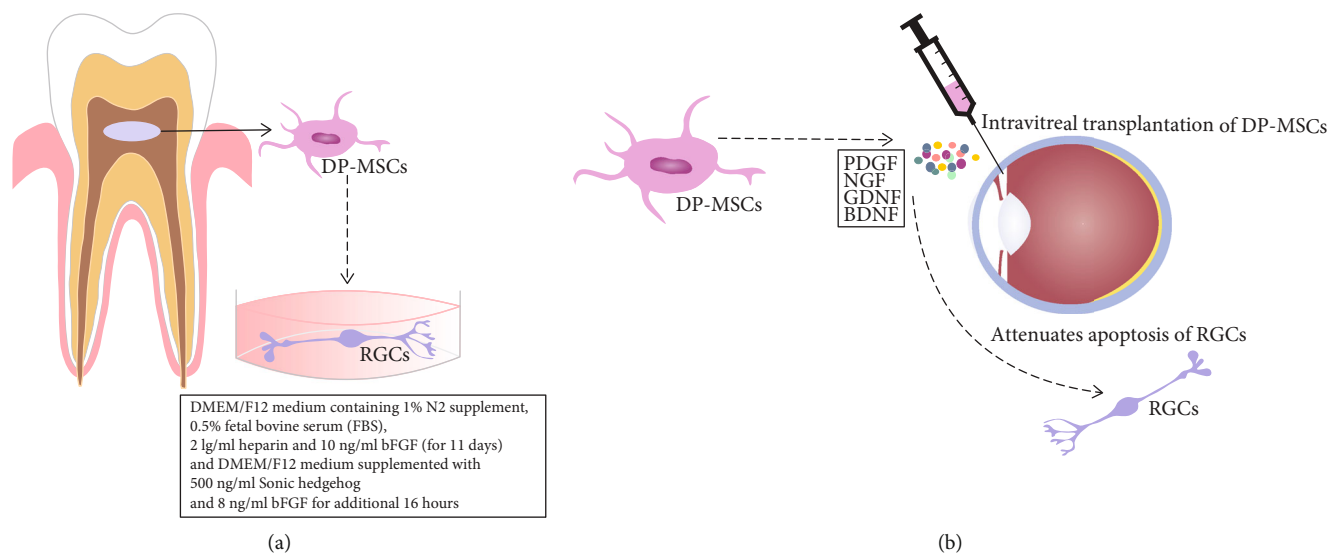 DP-MSCs
RGCs
DMEM/F12 medium containing 1% N2 supplement,
0.5% fetal bovine serum (FBS),
2 lg/ml heparin and 10 ng/ml bFGF (for 11 days)
and DMEM/F12 medium supplemented with
500 ng/ml Sonic hedgehog
and 8 ng/ml bFGF for additional 16 hours
(a)
DP-MSCs
PDGF
NGF
GDNF
BDNF
Intravitreal transplantation of DP-MSCs
Attenuates apoptosis of RGCs
RGCs
(b)